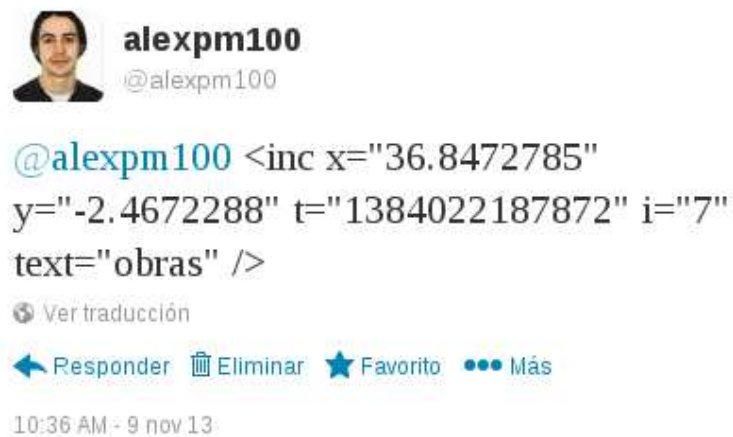 alexpm100
@alexpm100
@alexpm100 <inc x="36.8472785"
y="-2.4672288" t="1384022187872" i="7"
text="obras" />
Ver traducción
Responder Eliminar Favorito Más
10:36 AM - 9 nov 13